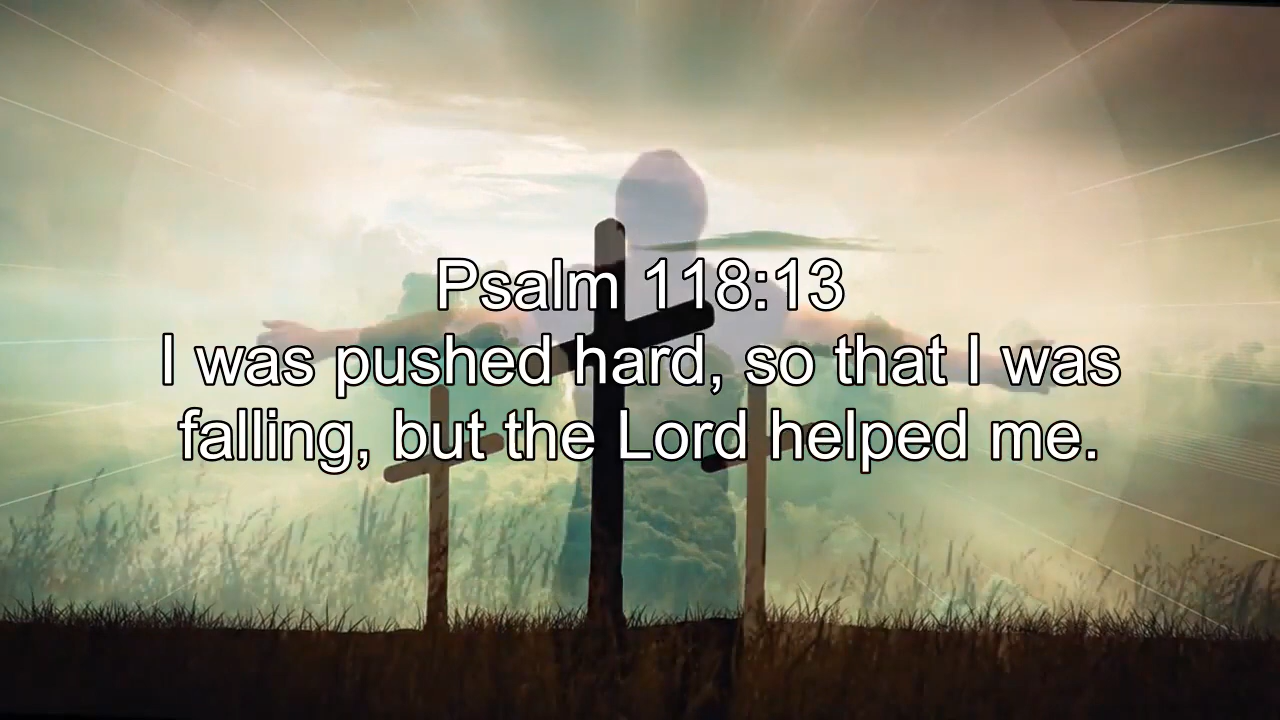 Psalm 118:13
I was pushed hard, so that I was
falling, but the Lord helped me.